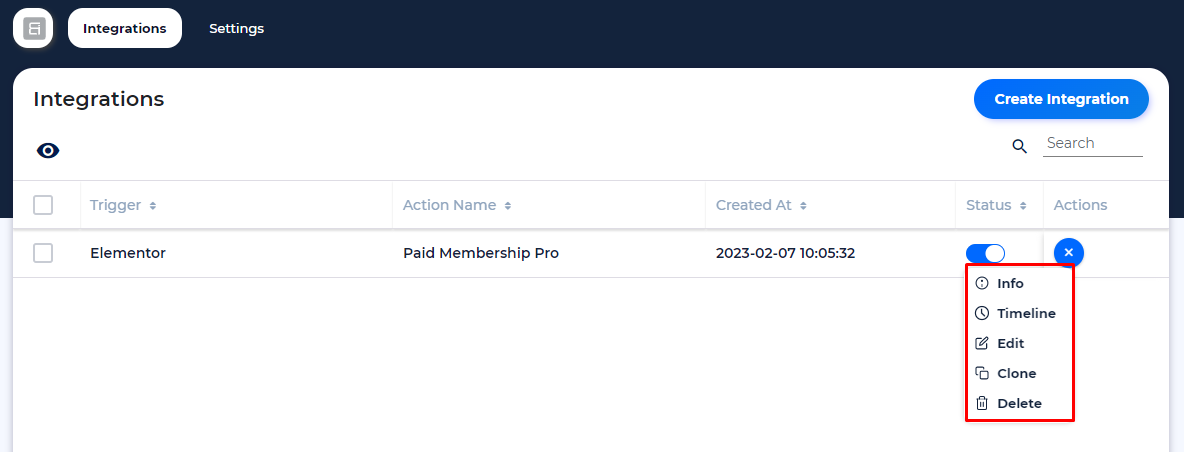 Integrations Settings
Integrations
Create Integration
Search
Trigger Action Name Created At Status Actions
Elementor Paid Membership Pro 2023-02-07 10:05:32
Info
Timeline
Edit
Clone
Delete